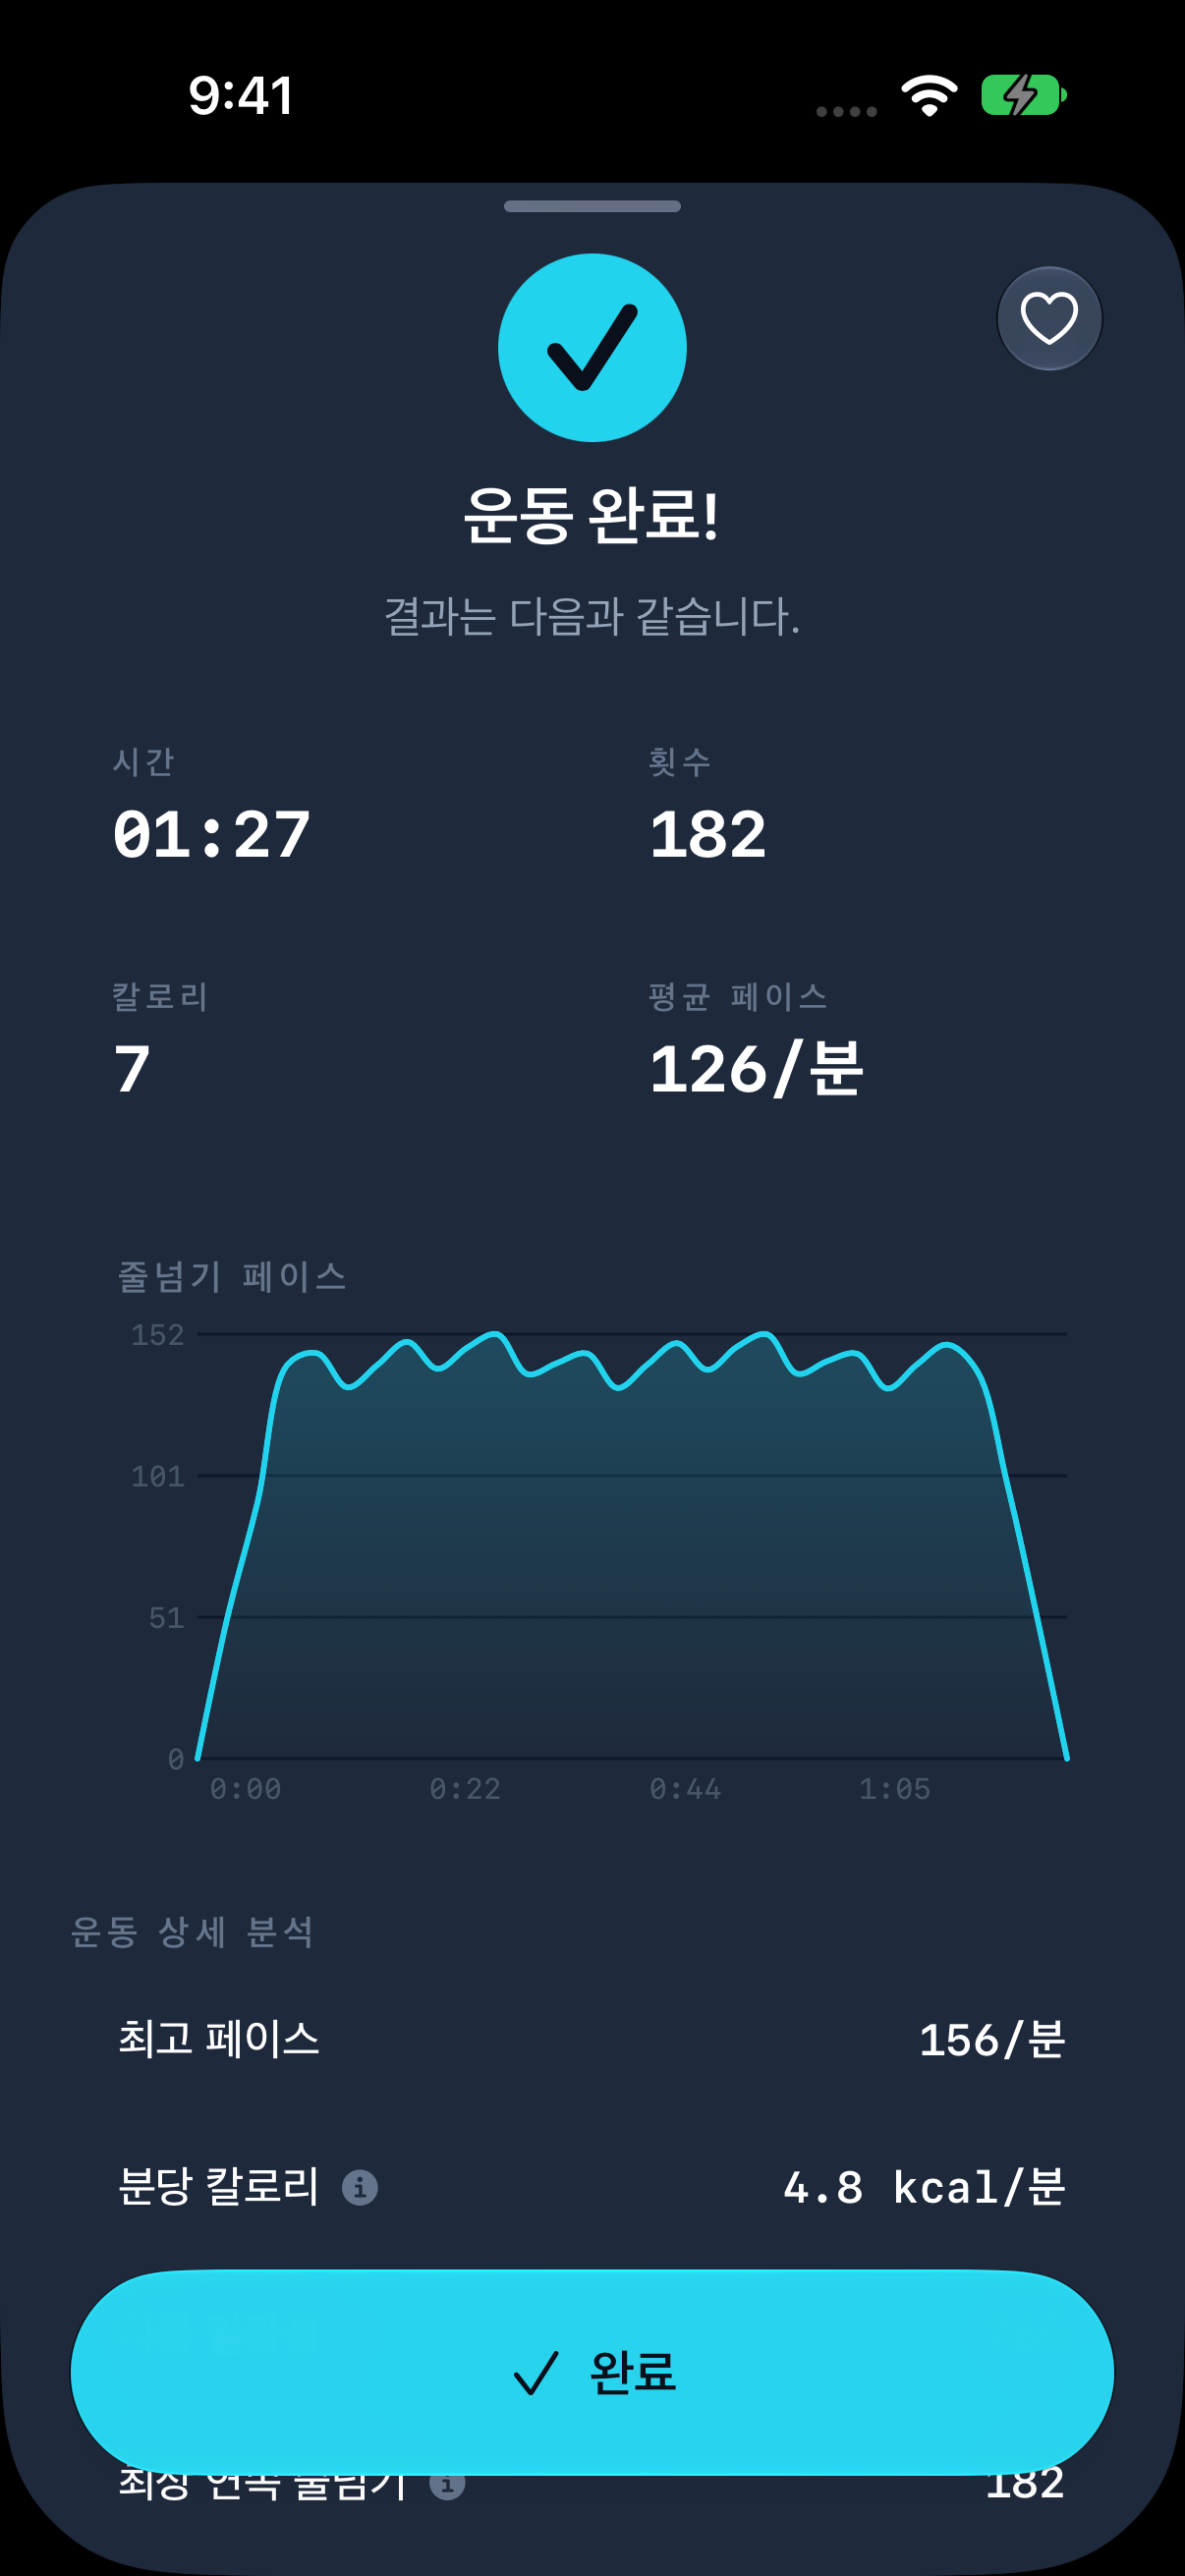 9:41
운동 완료!
결과는 다음과 같습니다.
시간
01:27
횟수
182
칼로리
7
평균 페이스
126/분
줄넘기 페이스
152
101
51
0
0:00 0:22 0:44 1:05
운동 상세 분석
최고 페이스 156/분
분당 칼로리 4.8 kcal/분
완료
182